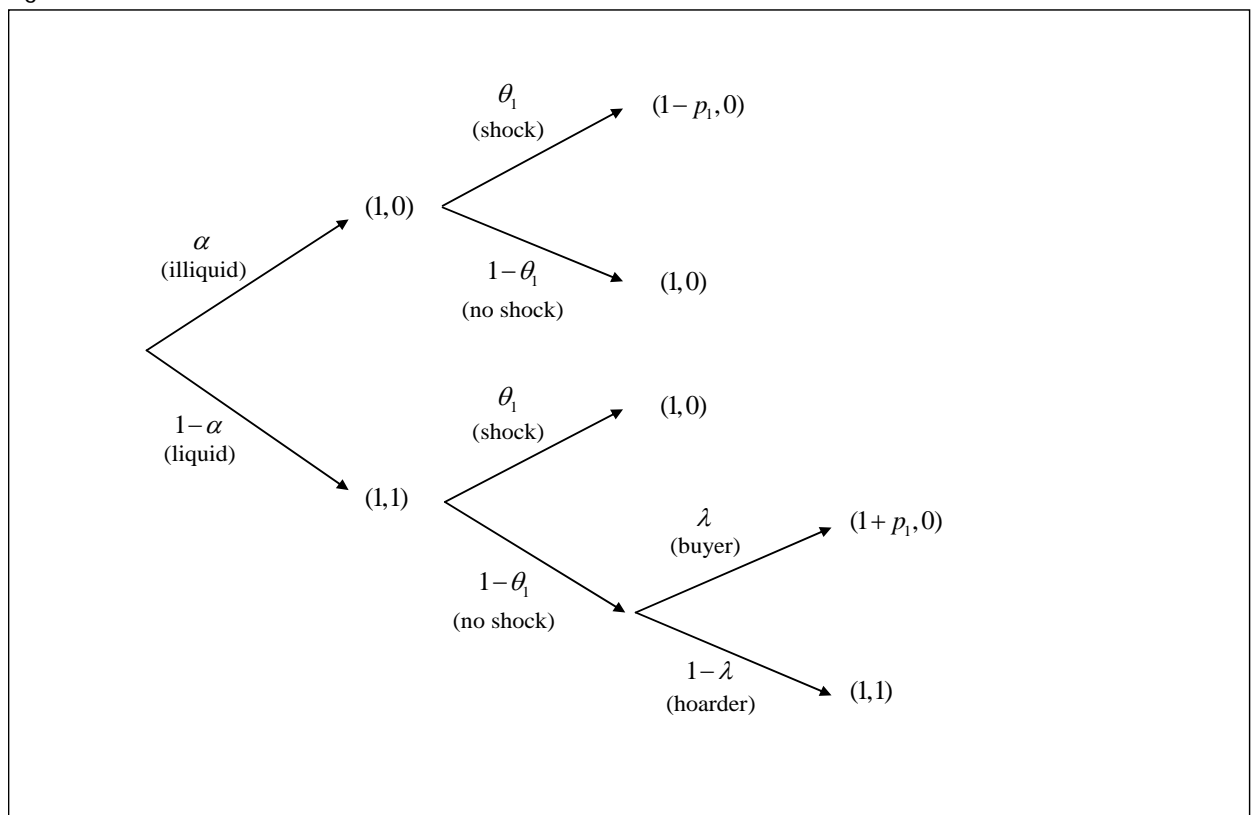 θ₁
(shock)
(1− p₁,0)
(1,0)
α
(illiquid)
1−θ₁
(no shock)
(1,0)
θ₁
(shock)
(1,0)
1−α
(liquid)
(1,1)
λ
(buyer)
(1+ p₁,0)
1−θ₁
(no shock)
1−λ
(hoarder)
(1,1)